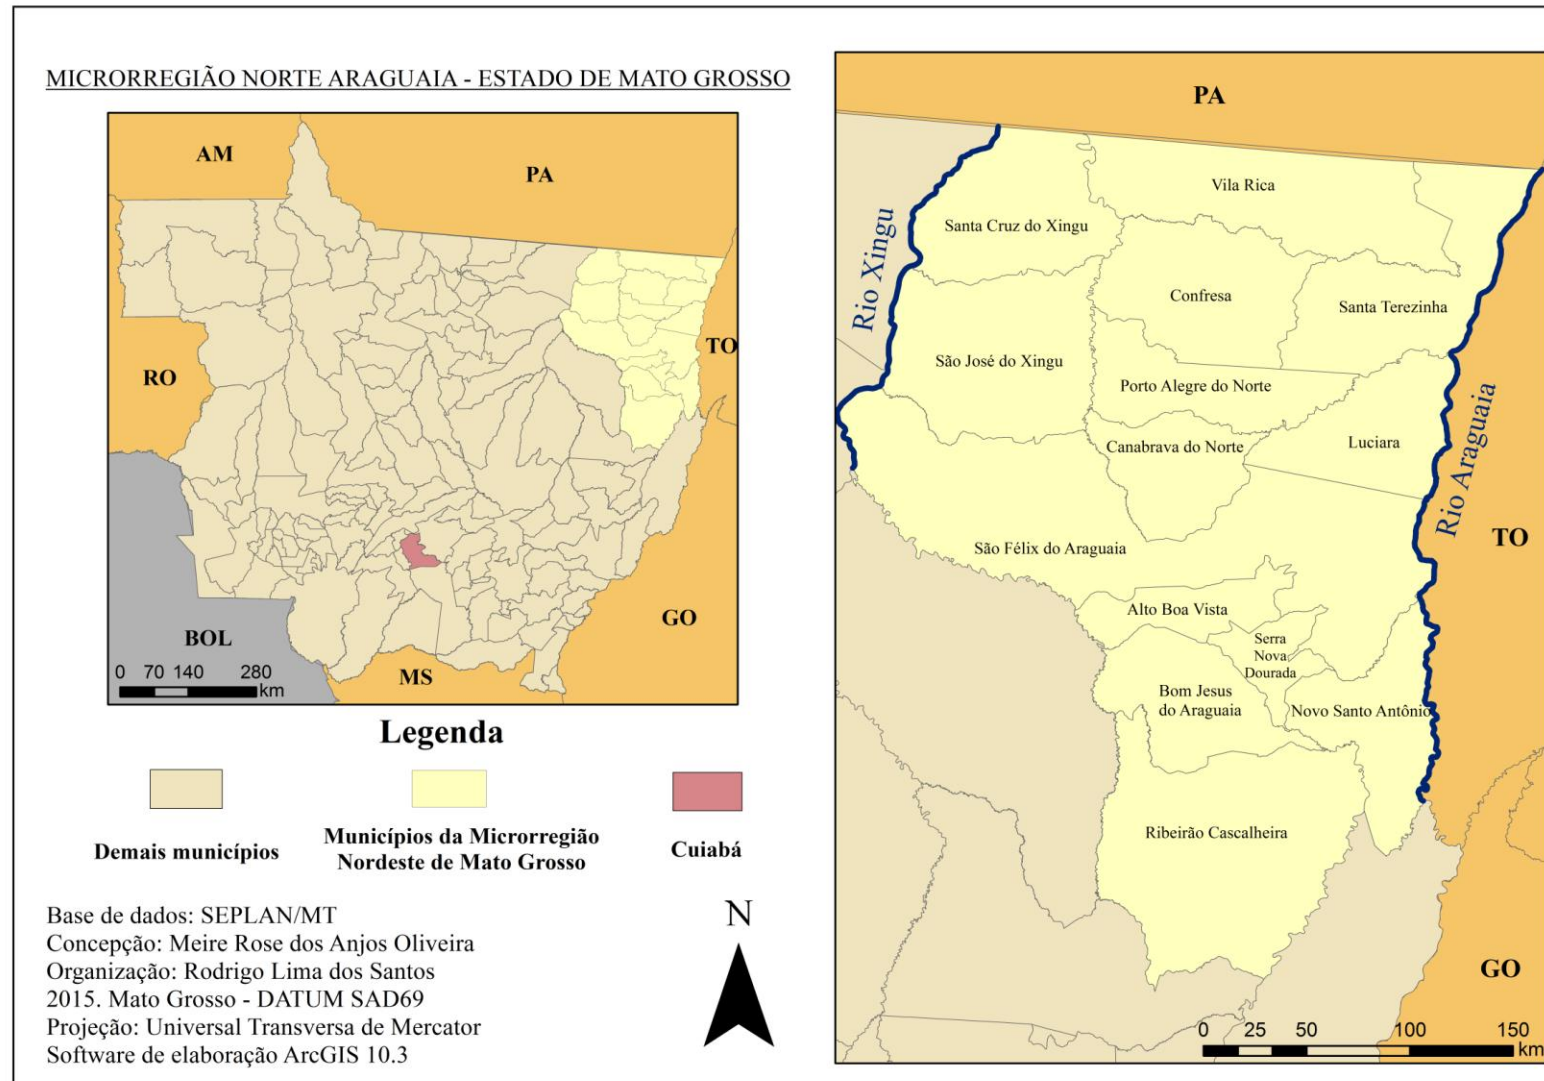 MICRORREGIÃO NORTE ARAGUAIA - ESTADO DE MATO GROSSO
AM
PA
RO
TO
BOL
GO
MS
0 70 140 280
km
Legenda
Demais municípios
Municípios da Microrregião
Nordeste de Mato Grosso
Cuiabá
Base de dados: SEPLAN/MT
Concepção: Meire Rose dos Anjos Oliveira
Organização: Rodrigo Lima dos Santos
2015. Mato Grosso - DATUM SAD69
Projeção: Universal Transversa de Mercator
Software de elaboração ArcGIS 10.3
N
PA
Vila Rica
Santa Cruz do Xingu
Rio Xingu
Confresa
Santa Terezinha
São José do Xingu
Porto Alegre do Norte
Canabrava do Norte
Luciara
Rio Araguaia
TO
São Félix do Araguaia
Alto Boa Vista
Serra
Nova
Dourada
Bom Jesus
do Araguaia
Novo Santo Antônio
Ribeirão Cascalheira
GO
0 25 50 100 150
km